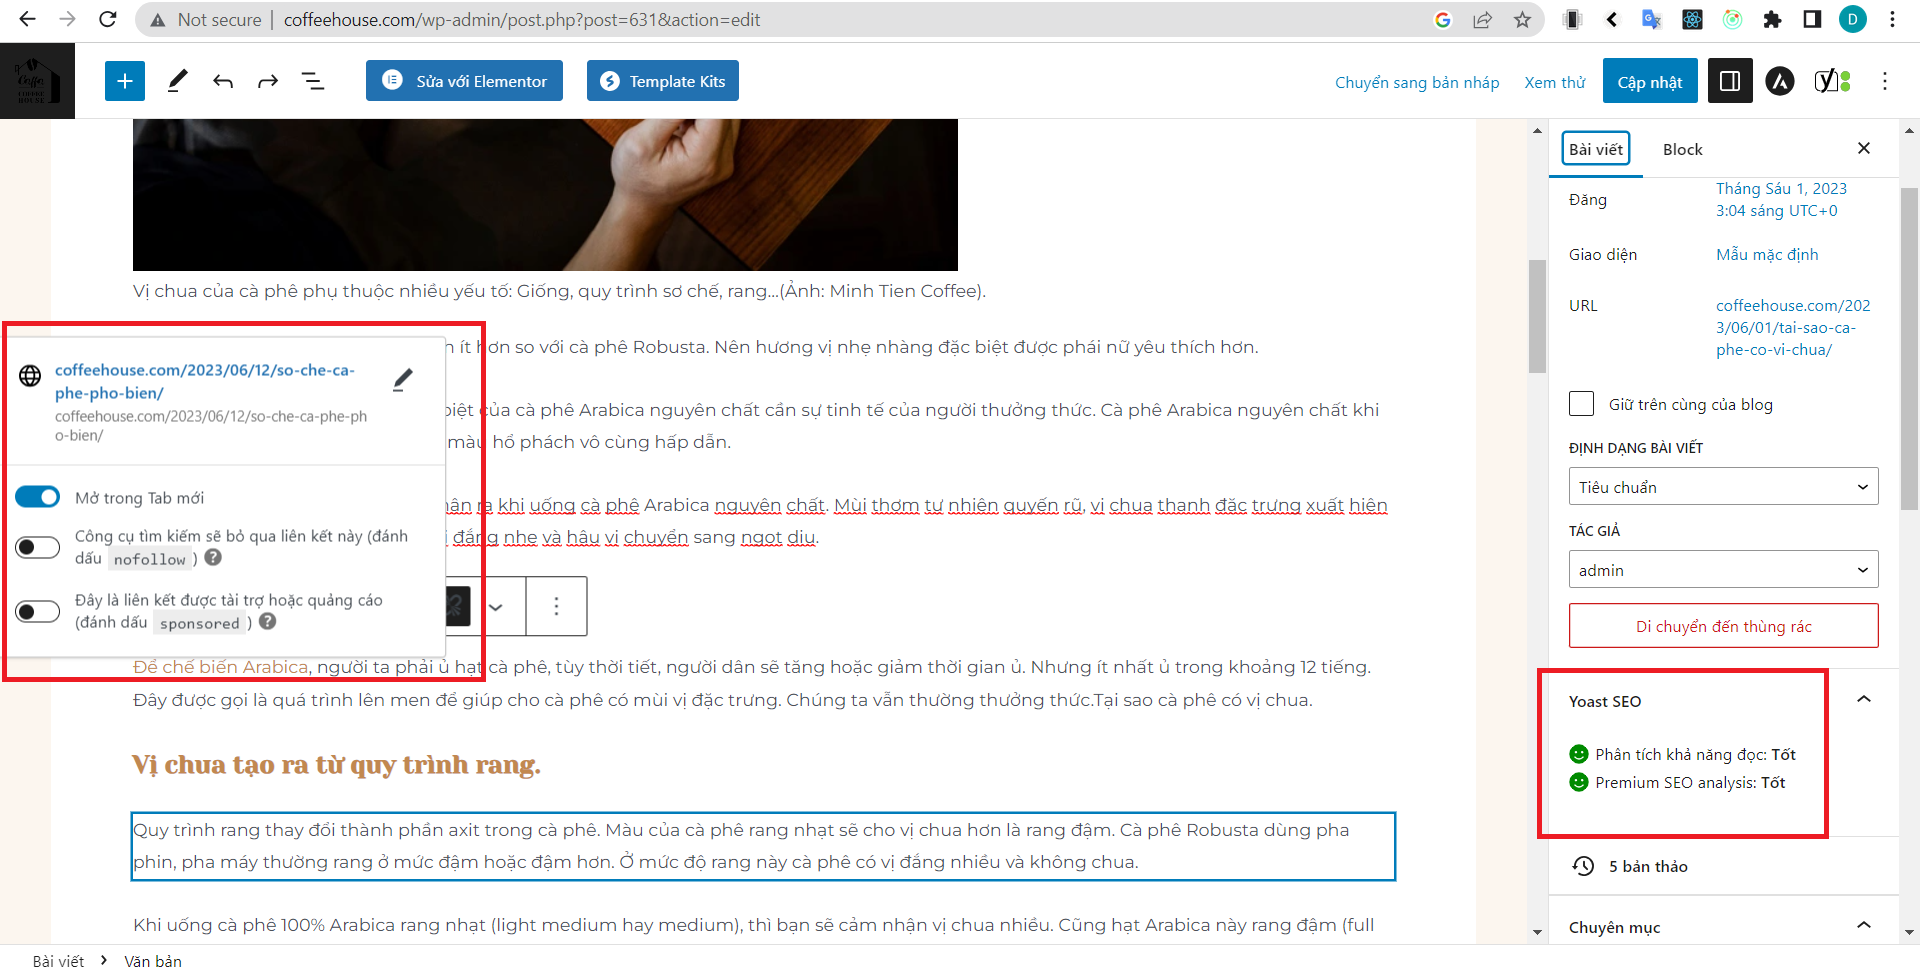 Not secure | coffeehouse.com/wp-admin/post.php?post=631&action=edit
D
Coffe
COFFEE
HOUSE
Sửa với Elementor
Template Kits
Chuyển sang bản nháp
Xem thử
Cập nhật
Bài viết
Block
Đăng
Tháng Sáu 1, 2023
3:04 sáng UTC+0
Giao diện
Mẫu mặc định
URL
coffeehouse.com/202
3/06/01/tai-sao-ca-
phe-co-vi-chua/
Giữ trên cùng của blog
ĐỊNH DẠNG BÀI VIẾT
Tiêu chuẩn
TÁC GIẢ
admin
Di chuyển đến thùng rác
Yoast SEO
Phân tích khả năng đọc: Tốt
Premium SEO analysis: Tốt
5 bản thảo
Chuyên mục
Vị chua của cà phê phụ thuộc nhiều yếu tố: Giống, quy trình sơ chế, rang...(Ảnh: Minh Tien Coffee).
ít hơn so với cà phê Robusta. Nên hương vị nhẹ nhàng đặc biệt được phái nữ yêu thích hơn.
coffeehouse.com/2023/06/12/so-che-ca-
phe-pho-bien/
coffeehouse.com/2023/06/12/so-che-ca-phe-ph
o-bien/
biệt của cà phê Arabica nguyên chất cần sự tinh tế của người thưởng thức. Cà phê Arabica nguyên chất khi
màu hổ phách vô cùng hấp dẫn.
Mở trong Tab mới
ra khi uống cà phê Arabica nguyên chất. Mùi thơm tự nhiên quyến rũ, vị chua thanh đặc trưng xuất hiện
đắng nhẹ và hậu vị chuyển sang ngọt dịu.
Công cụ tìm kiếm sẽ bỏ qua liên kết này (đánh
dấu nofollow )
Đây là liên kết được tài trợ hoặc quảng cáo
(đánh dấu sponsored )
Để chế biến Arabica, người ta phải ủ hạt cà phê, tùy thời tiết, người dân sẽ tăng hoặc giảm thời gian ủ. Nhưng ít nhất ủ trong khoảng 12 tiếng.
Đây được gọi là quá trình lên men để giúp cho cà phê có mùi vị đặc trưng. Chúng ta vẫn thường thưởng thức.Tại sao cà phê có vị chua.
Vị chua tạo ra từ quy trình rang.
Quy trình rang thay đổi thành phần axit trong cà phê. Màu của cà phê rang nhạt sẽ cho vị chua hơn là rang đậm. Cà phê Robusta dùng pha
phin, pha máy thường rang ở mức đậm hoặc đậm hơn. Ở mức độ rang này cà phê có vị đắng nhiều và không chua.
Khi uống cà phê 100% Arabica rang nhạt (light medium hay medium), thì bạn sẽ cảm nhận vị chua nhiều. Cũng hạt Arabica này rang đậm (full
Bài viết > Văn bản